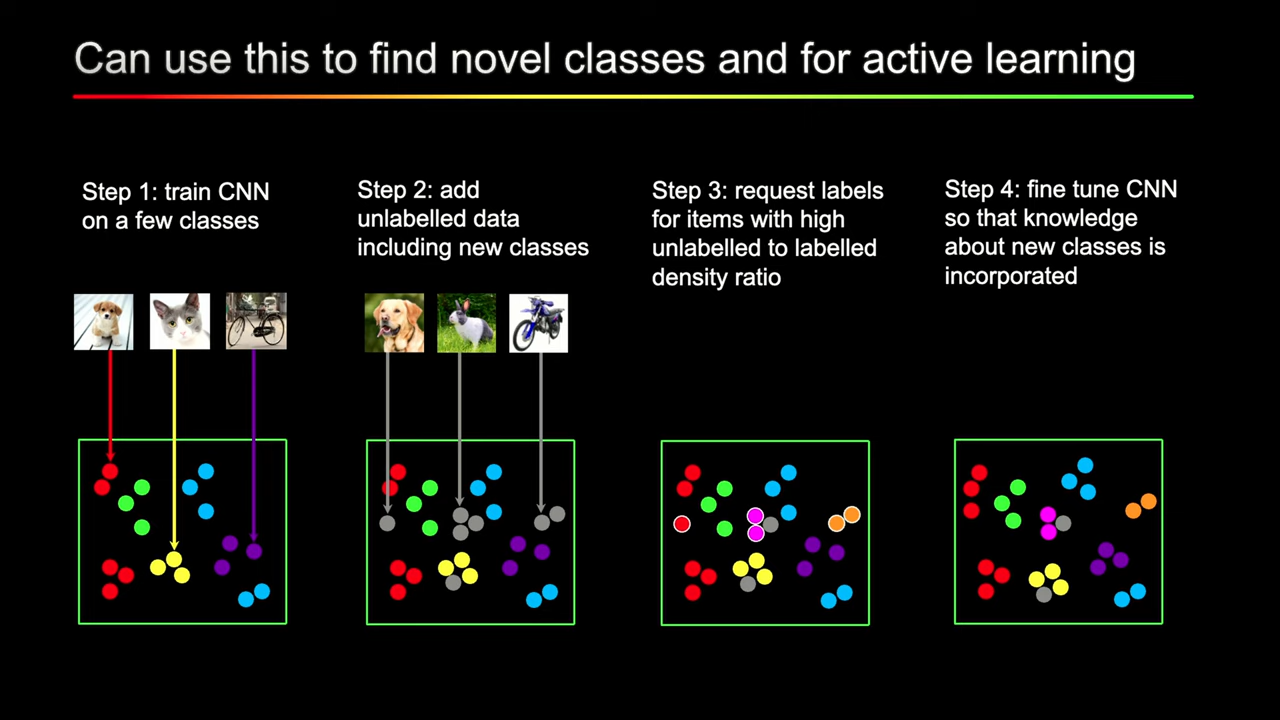 Can use this to find novel classes and for active learning
Step 1: train CNN
on a few classes
Step 2: add
unlabelled data
including new classes
Step 3: request labels
for items with high
unlabelled to labelled
density ratio
Step 4: fine tune CNN
so that knowledge
about new classes is
incorporated